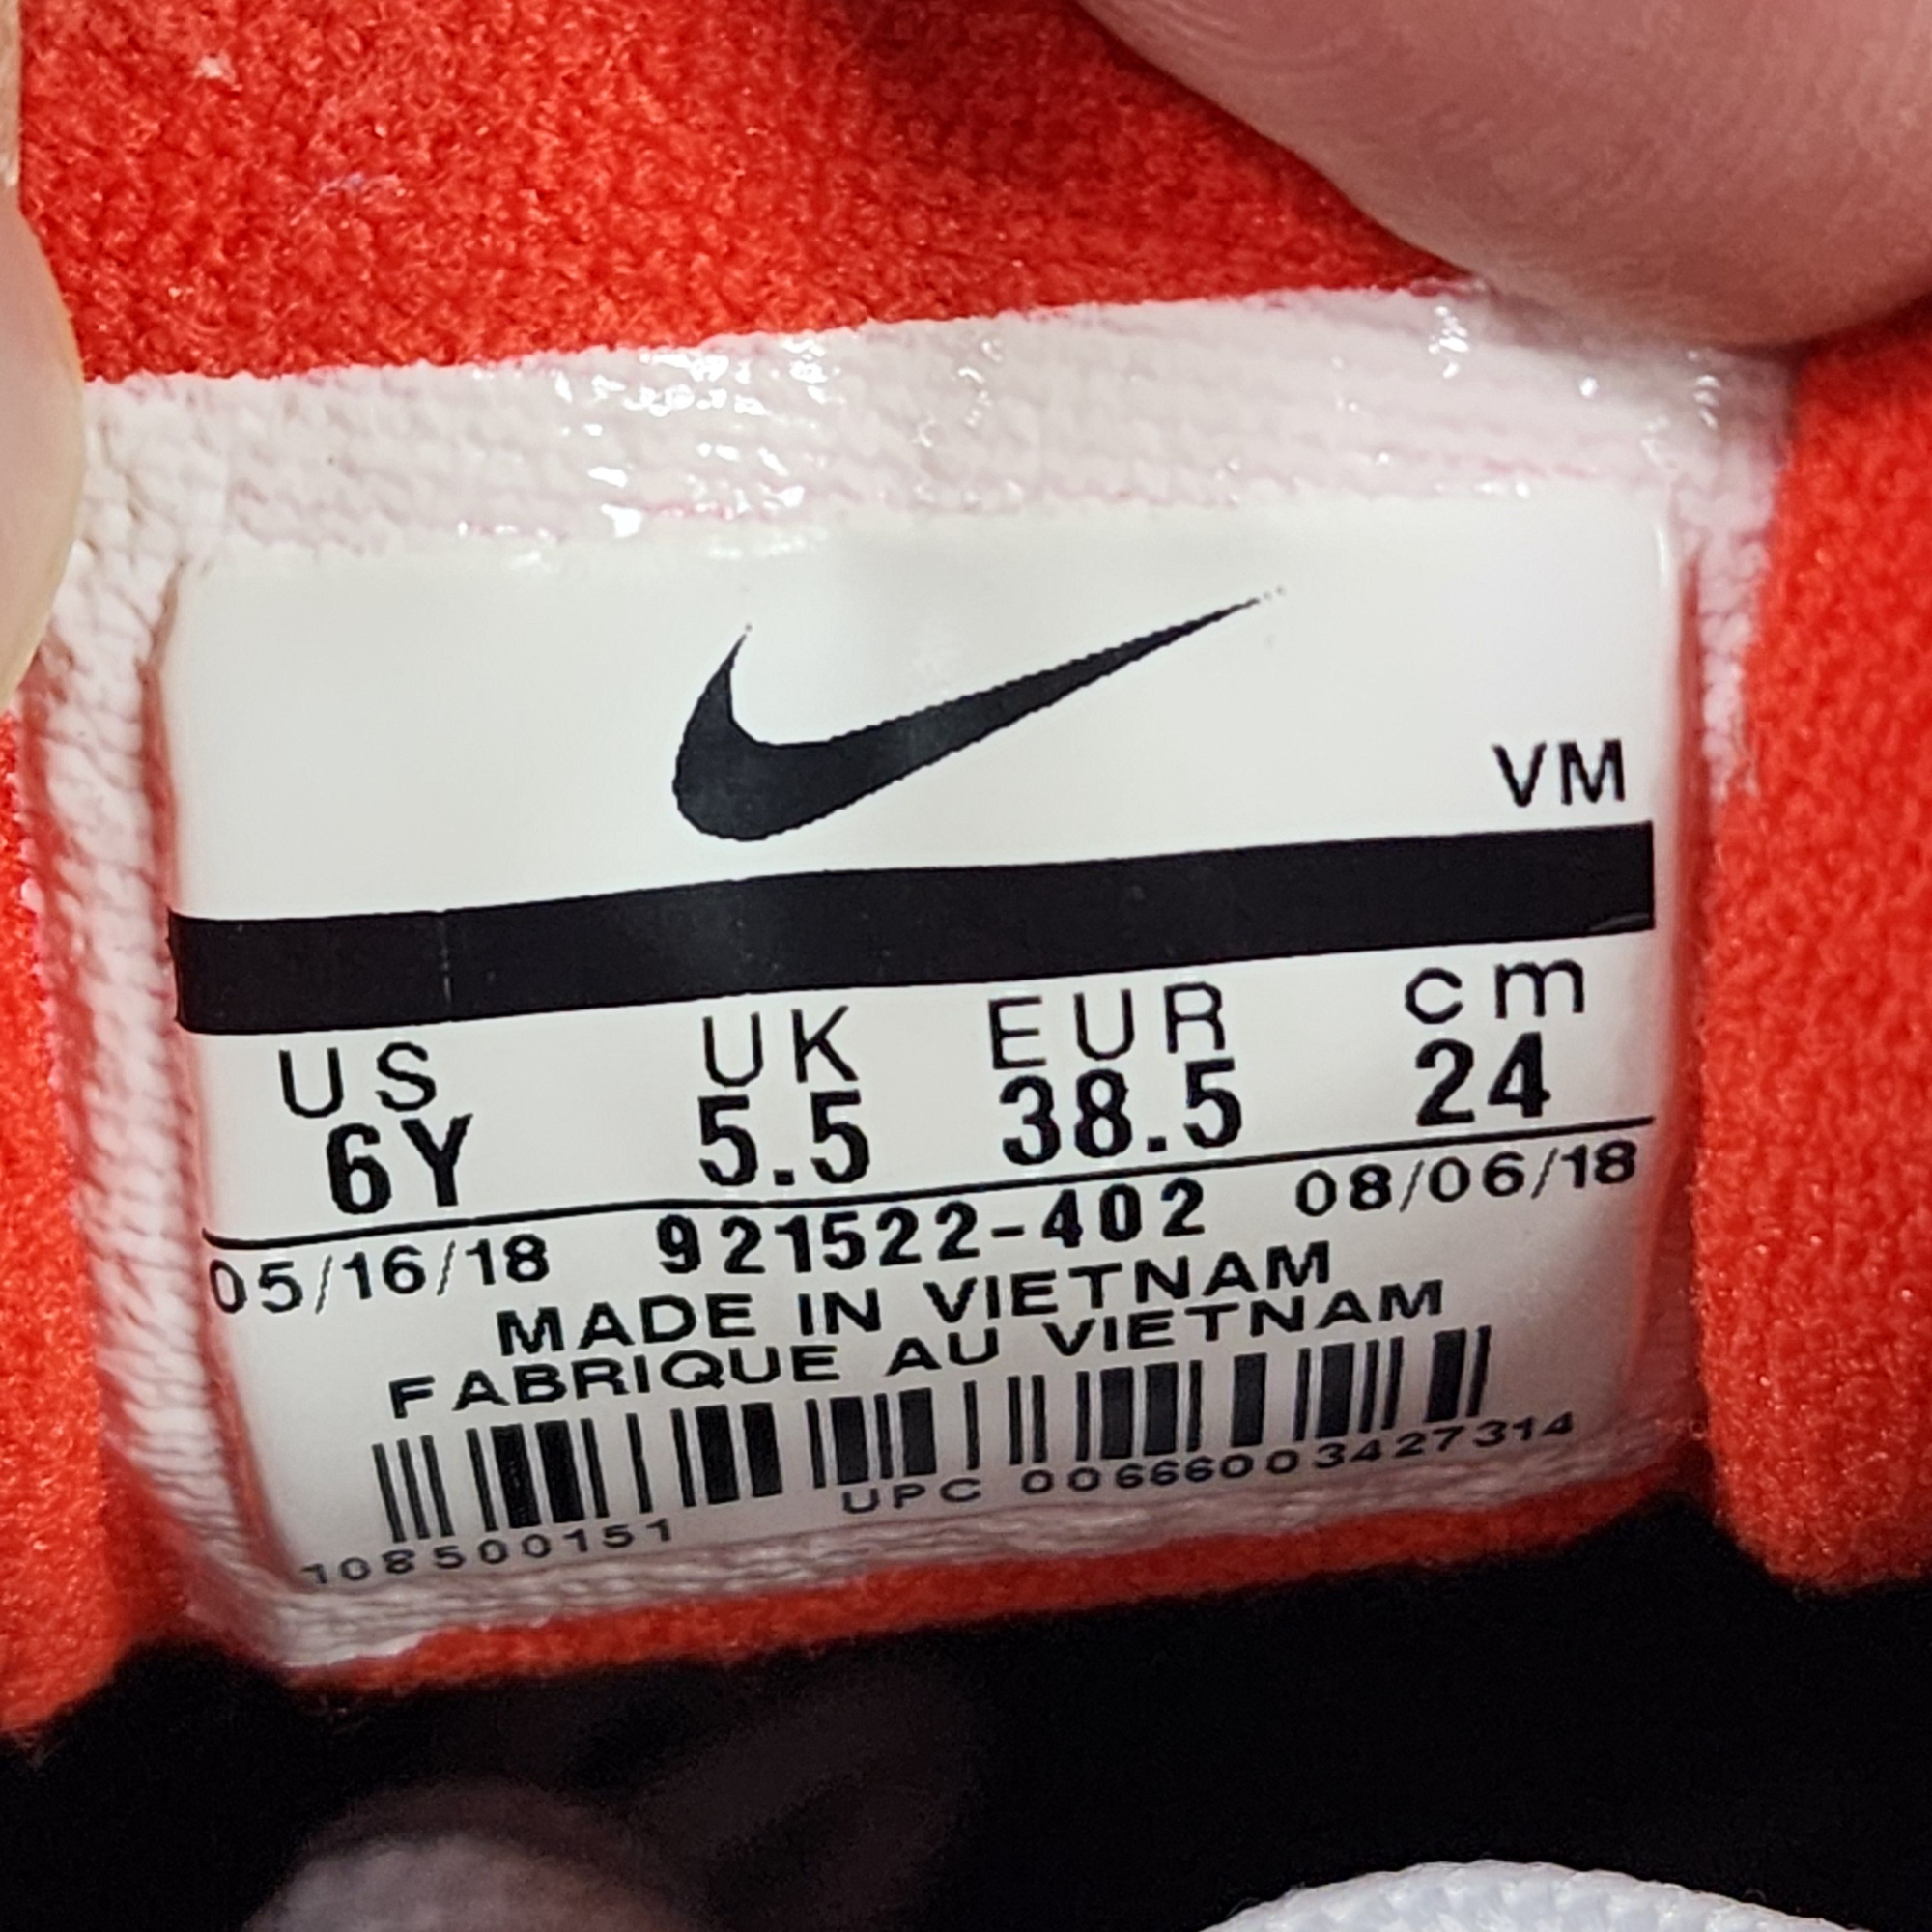 VM
US UK EUR cm
6Y 5.5 38.5 24
05/16/18 921522-402 08/06/18
MADE IN VIETNAM
FABRIQUE AU VIETNAM
108500151 UPC 00666003427314